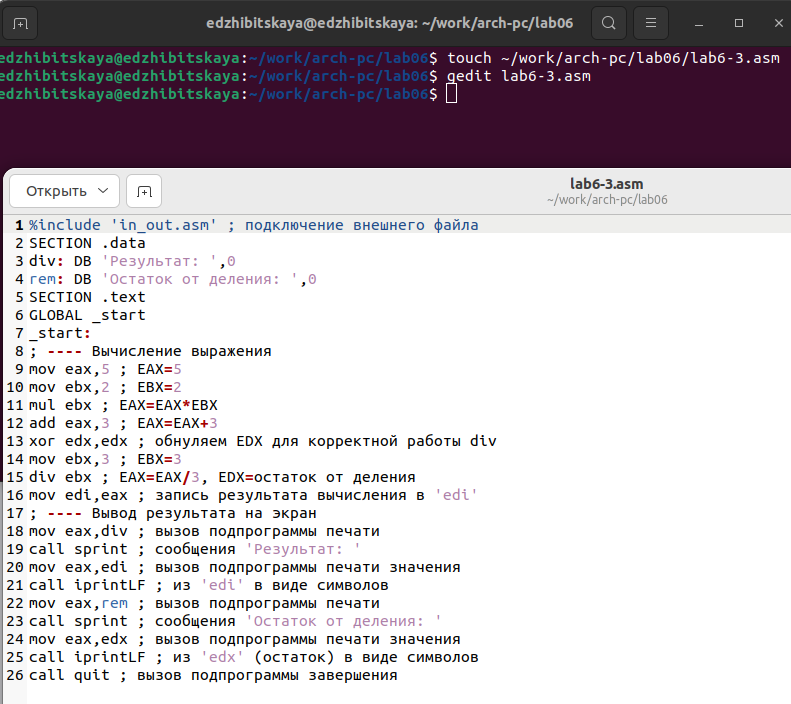 edzhibitskaya@edzhibitskaya: ~/work/arch-pc/lab06
edzhibitskaya@edzhibitskaya:~/work/arch-pc/lab06$ touch ~/work/arch-pc/lab06/lab6-3.asm
edzhibitskaya@edzhibitskaya:~/work/arch-pc/lab06$ gedit lab6-3.asm
edzhibitskaya@edzhibitskaya:~/work/arch-pc/lab06$
Открыть
lab6-3.asm
~/work/arch-pc/lab06
1 %include 'in_out.asm' ; подключение внешнего файла
2 SECTION .data
3 div: DB 'Результат: ',0
4 rem: DB 'Остаток от деления: ',0
5 SECTION .text
6 GLOBAL _start
7 _start:
8 ; ---- Вычисление выражения
9 mov eax,5 ; EAX=5
10 mov ebx,2 ; EBX=2
11 mul ebx ; EAX=EAX*EBX
12 add eax,3 ; EAX=EAX+3
13 xor edx,edx ; обнуляем EDX для корректной работы div
14 mov ebx,3 ; EBX=3
15 div ebx ; EAX=EAX/3, EDX=остаток от деления
16 mov edi,eax ; запись результата вычисления в 'edi'
17 ; ---- Вывод результата на экран
18 mov eax,div ; вызов подпрограммы печати
19 call sprint ; сообщения 'Результат: '
20 mov eax,edi ; вызов подпрограммы печати значения
21 call iprintLF ; из 'edi' в виде символов
22 mov eax,rem ; вызов подпрограммы печати
23 call sprint ; сообщения 'Остаток от деления: '
24 mov eax,edx ; вызов подпрограммы печати значения
25 call iprintLF ; из 'edx' (остаток) в виде символов
26 call quit ; вызов подпрограммы завершения